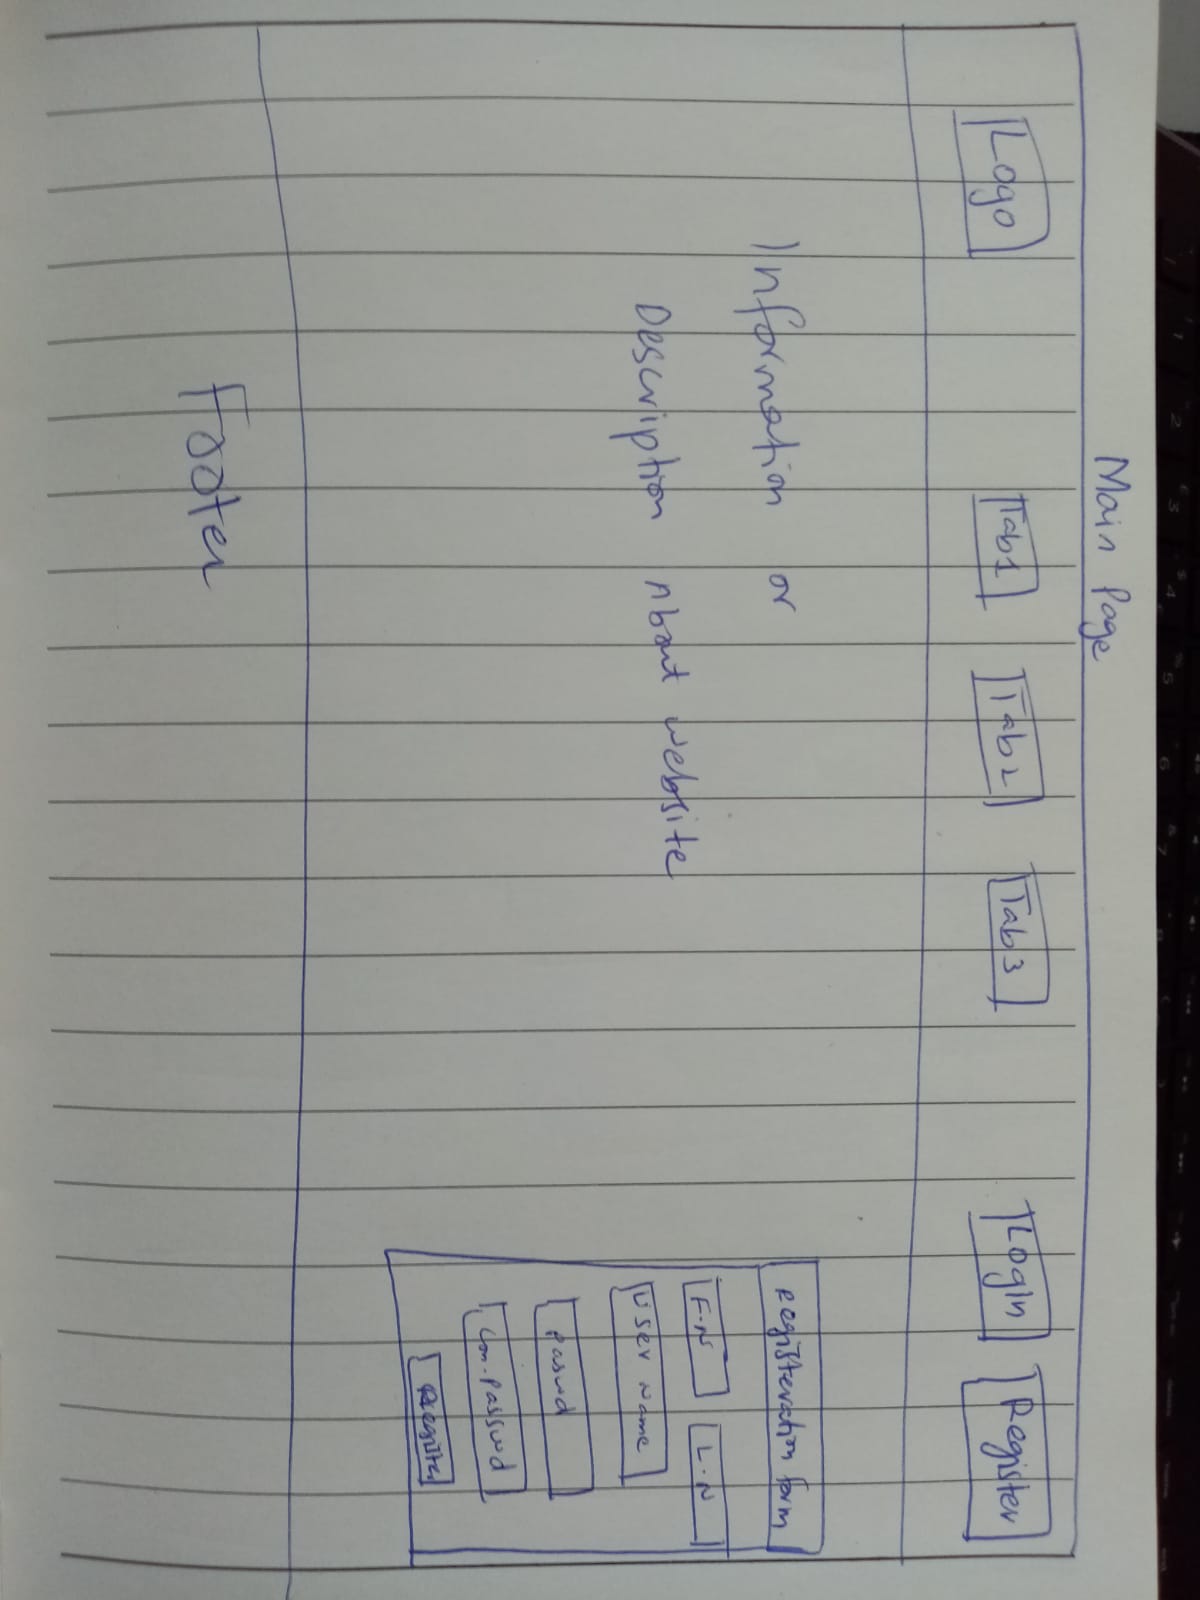 Main Page
Logo Tab1 Tab2 Tab3 Login Register
Information or
Description About website
Registeration form
F.N L.N
User Name
Passwd
Con.Passwd
Register
Footer